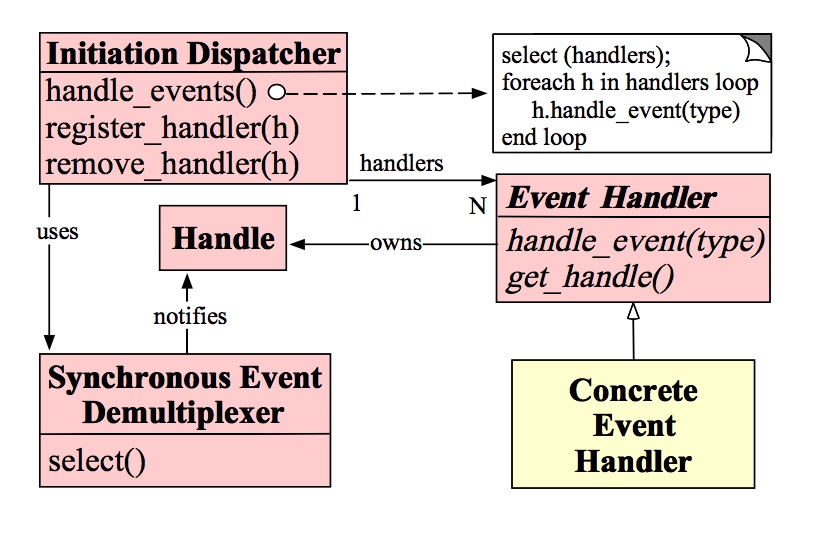 Initiation Dispatcher
handle_events()
register_handler(h)
remove_handler(h)
select (handlers);
foreach h in handlers loop
h.handle_event(type)
end loop
handlers
1
N
Event Handler
handle_event(type)
get_handle()
uses
Handle
owns
notifies
Synchronous Event
Demultiplexer
select()
Concrete
Event
Handler